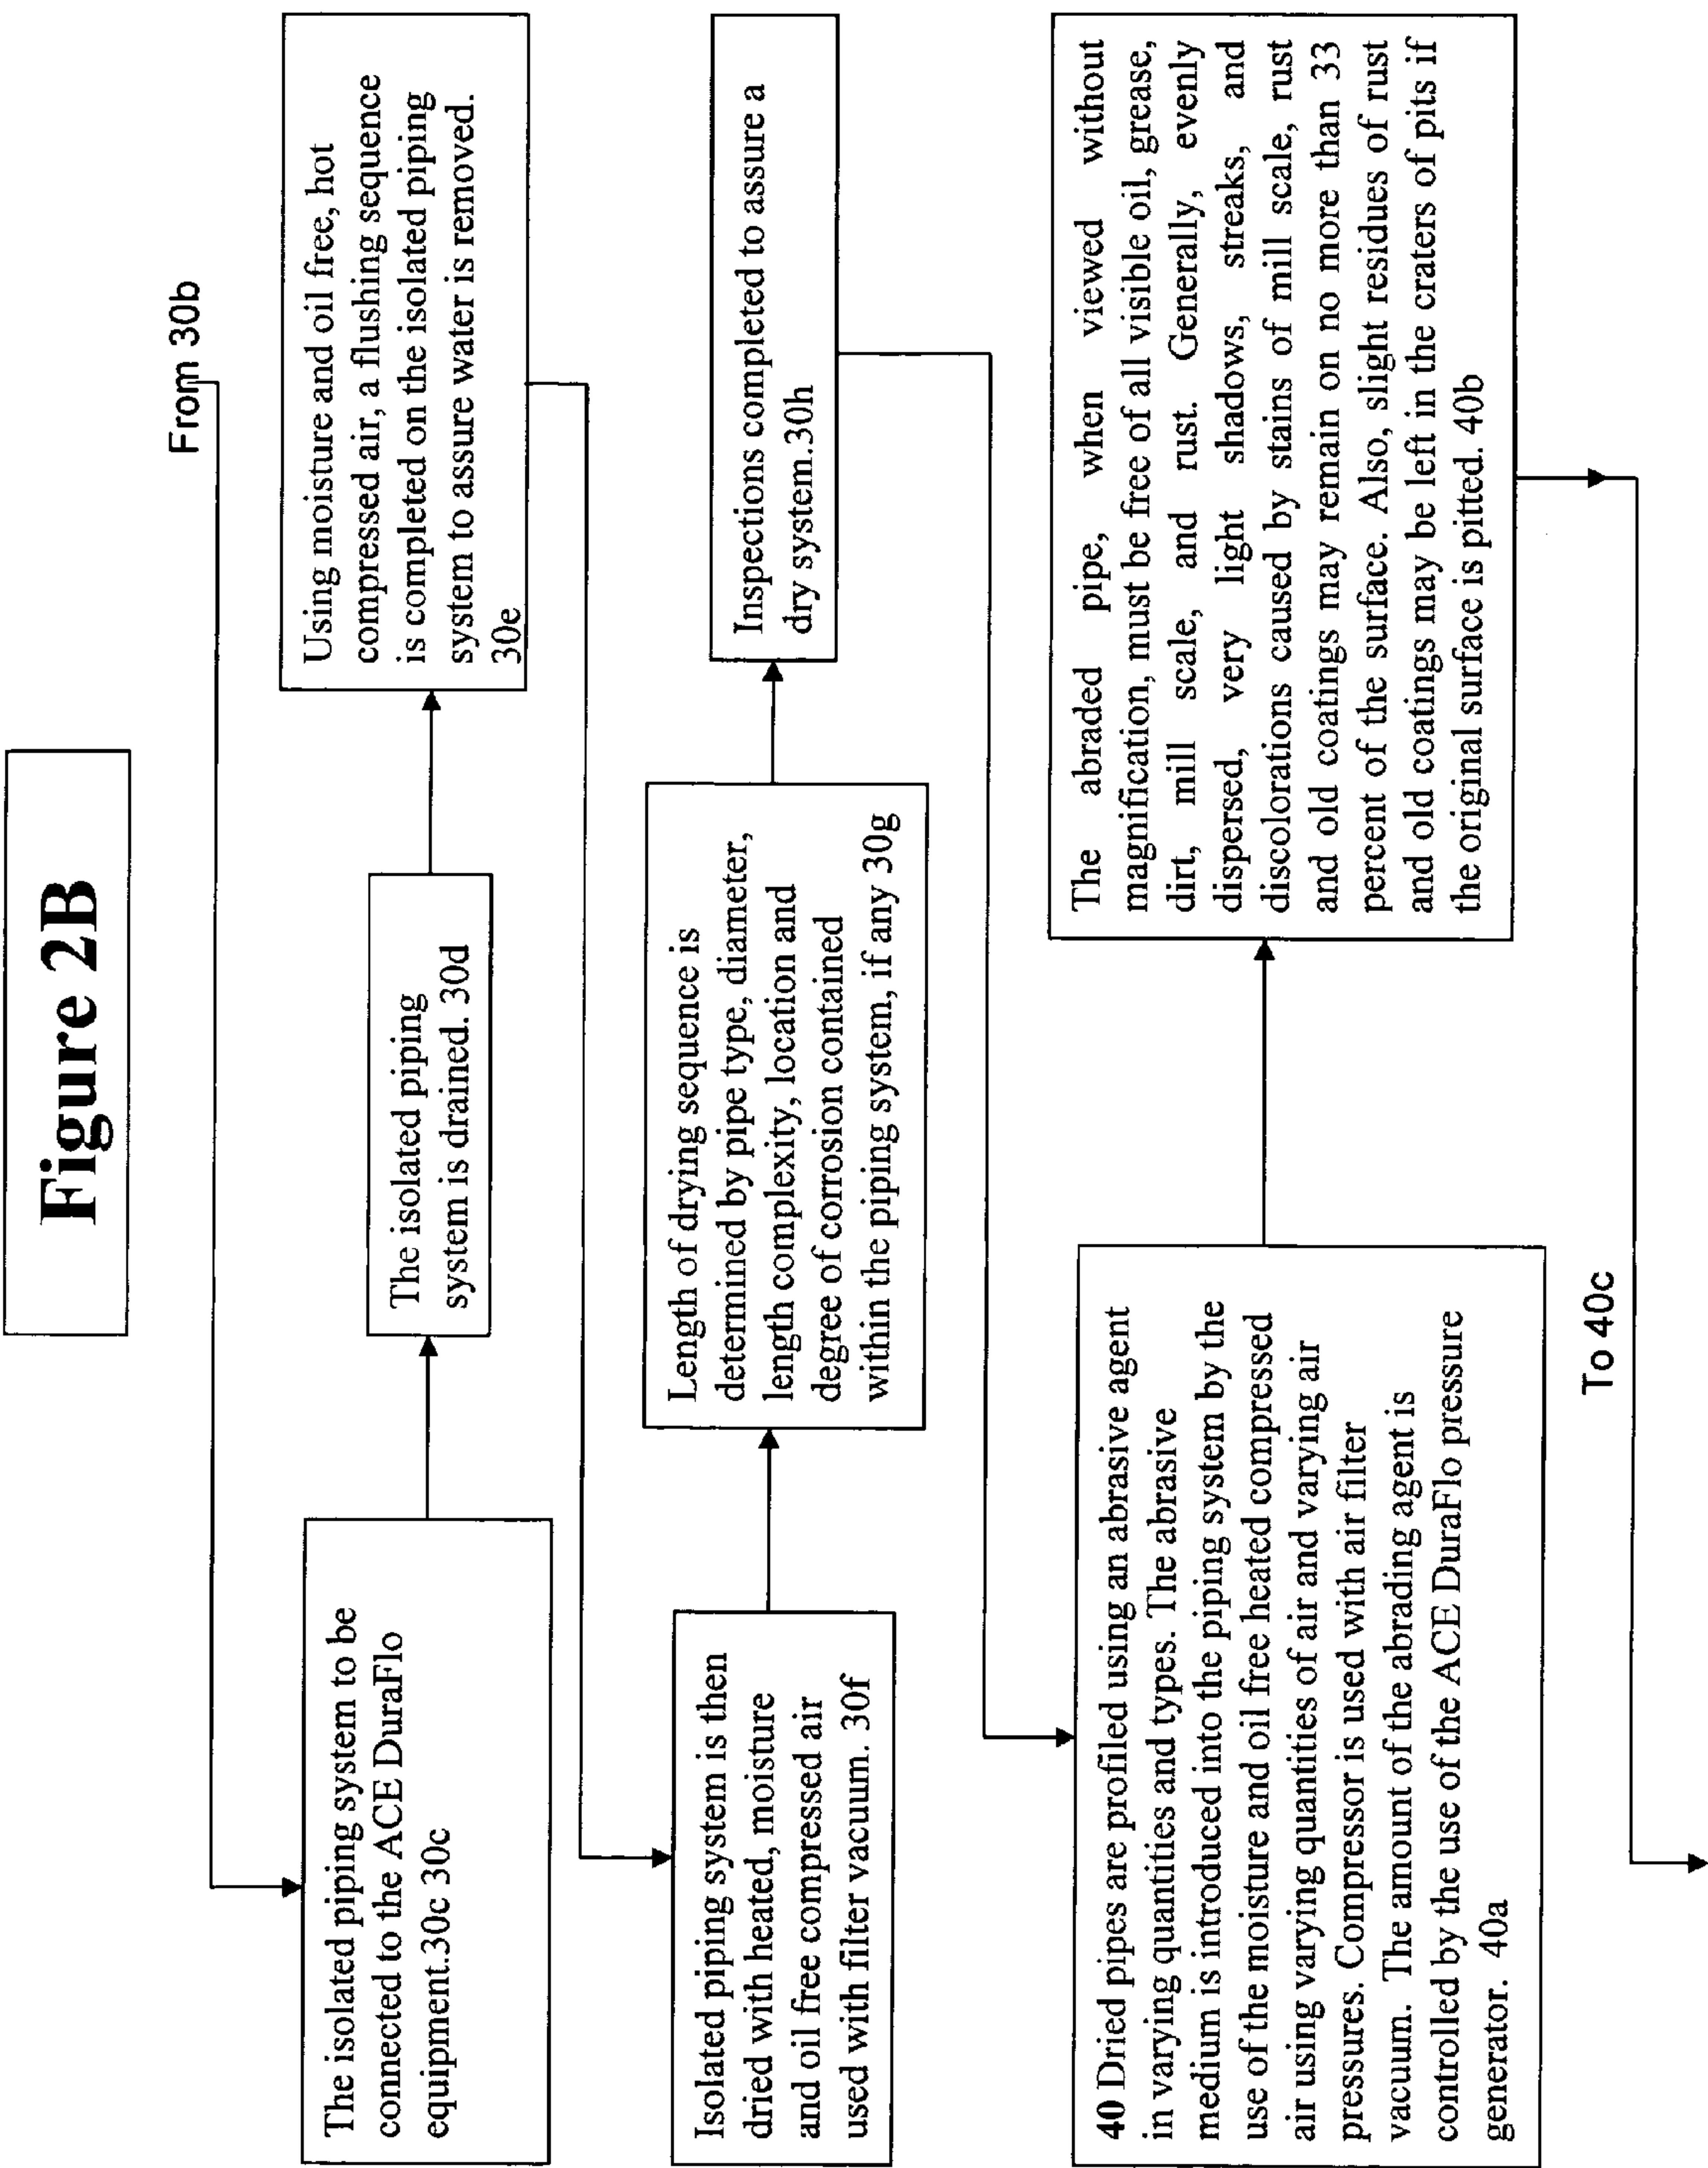 Figure 2B
From 30b
The isolated piping system to be
connected to the ACE DuraFlo
equipment.30c 30c
The isolated piping
system is drained. 30d
Using moisture and oil free, hot
compressed air, a flushing sequence
is completed on the isolated piping
system to assure water is removed.
30e
Isolated piping system is then
dried with heated, moisture
and oil free compressed air
used with filter vacuum. 30f
Length of drying sequence is
determined by pipe type, diameter,
length complexity, location and
degree of corrosion contained
within the piping system, if any 30g
Inspections completed to assure a
dry system.30h
40 Dried pipes are profiled using an abrasive agent
in varying quantities and types. The abrasive
medium is introduced into the piping system by the
use of the moisture and oil free heated compressed
air using varying quantities of air and varying air
pressures. Compressor is used with air filter
vacuum. The amount of the abrading agent is
controlled by the use of the ACE DuraFlo pressure
generator. 40a
The abraded pipe, when viewed without
magnification, must be free of all visible oil, grease,
dirt, mill scale, and rust. Generally, evenly
dispersed, very light shadows, streaks, and
discolorations caused by stains of mill scale, rust
and old coatings may remain on no more than 33
percent of the surface. Also, slight residues of rust
and old coatings may be left in the craters of pits if
the original surface is pitted. 40b
To 40c